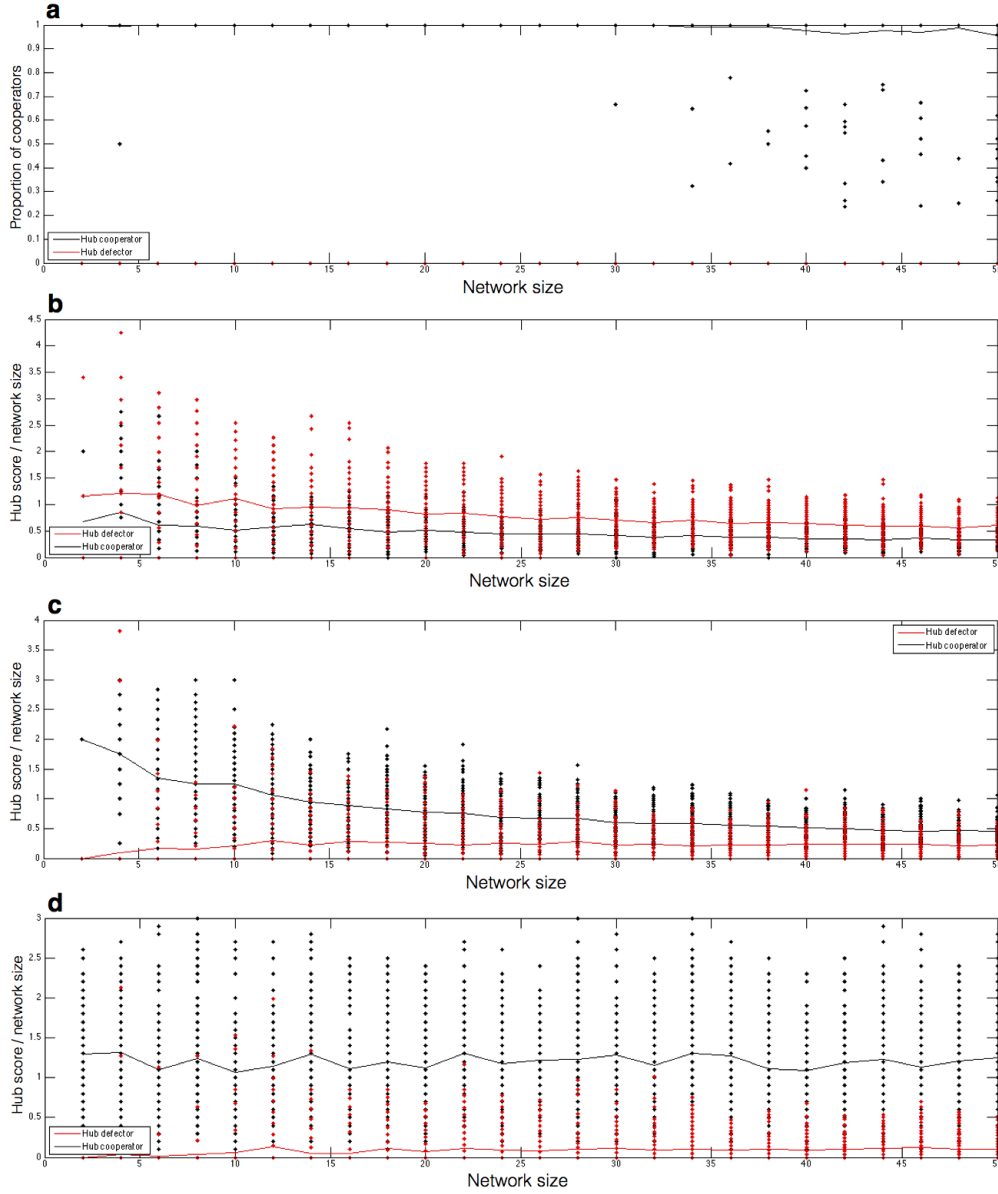 a
Proportion of cooperators
1
0.9
0.8
0.7
0.6
0.5
0.4
0.3
0.2
0.1
0
Hub cooperator
Hub defector
0 5 10 15 20 25 30 35 40 45 50
Network size
b
Hub score / network size
4.5
4
3.5
3
2.5
2
1.5
1
0.5
0
Hub defector
Hub cooperator
0 5 10 15 20 25 30 35 40 45 50
Network size
c
Hub score / network size
4
3.5
3
2.5
2
1.5
1
0.5
0
Hub defector
Hub cooperator
0 5 10 15 20 25 30 35 40 45 50
Network size
d
Hub score / network size
3
2.5
2
1.5
1
0.5
0
Hub defector
Hub cooperator
0 5 10 15 20 25 30 35 40 45 50
Network size